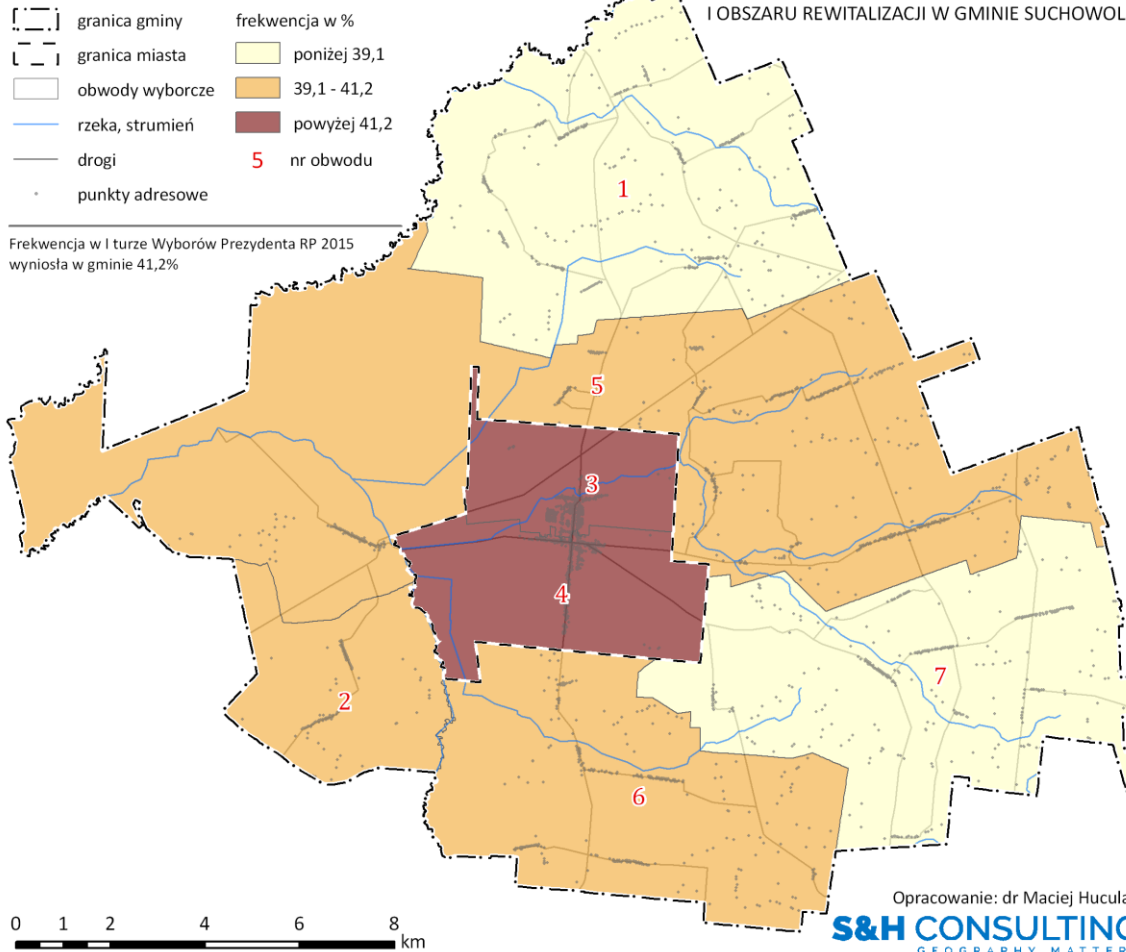 I OBSZARU REWITALIZACJI W GMINIE SUCHOWOL
granica gminy
granica miasta
obwody wyborcze
rzeka, strumień
drogi
punkty adresowe
frekwencja w %
poniżej 39,1
39,1 - 41,2
powyżej 41,2
5 nr obwodu
Frekwencja w I turze Wyborów Prezydenta RP 2015
wyniosła w gminie 41,2%
1
5
3
4
2
7
6
0 1 2 4 6 8 km
Opracowanie: dr Maciej Hucula
S&H CONSULTING
GEOGRAPHY MATTER